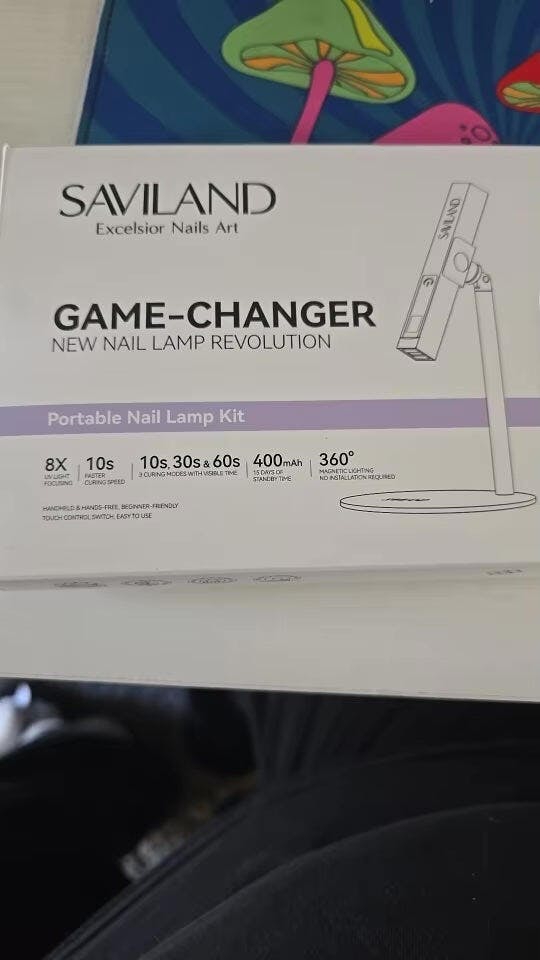 SAVILAND
Excelsior Nails Art
SAVILAND
GAME-CHANGER
NEW NAIL LAMP REVOLUTION
Portable Nail Lamp Kit
8X
UV LIGHT
FOCUSING
10s
FASTER
CURING SPEED
10s, 30s & 60s
3 CURING MODES WITH VISIBLE TIME
400mAh
15 DAYS OF
STANDBY TIME
360°
MAGNETIC LIGHTING
NO INSTALLATION REQUIRED
HANDHELD & HANDS-FREE, BEGINNER-FRIENDLY
TOUCH CONTROL SWITCH, EASY TO USE